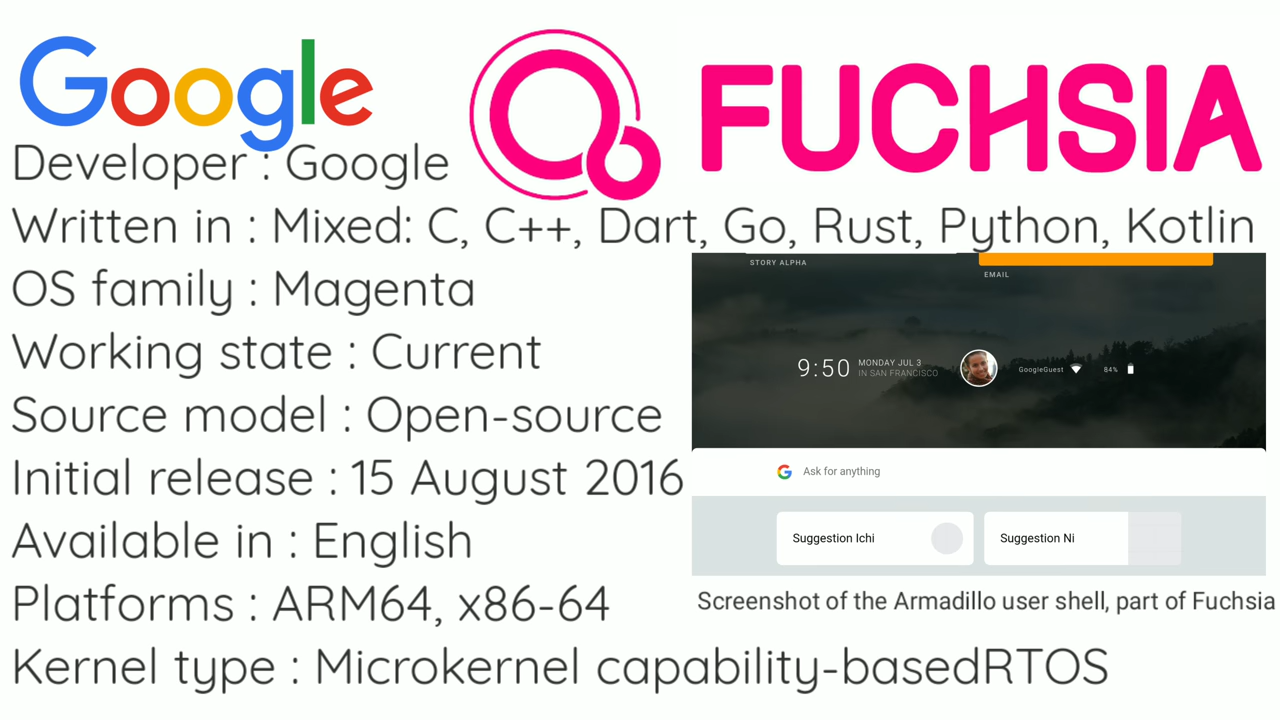 Google
FUCHSIA
Developer : Google
Written in : Mixed: C, C++, Dart, Go, Rust, Python, Kotlin
OS family : Magenta
Working state : Current
Source model : Open-source
Initial release : 15 August 2016
Available in : English
Platforms : ARM64, x86-64
Kernel type : Microkernel capability-basedRTOS
STORY ALPHA
EMAIL
9:50 MONDAY JUL 3
IN SAN FRANCISCO
GoogleGuest 84%
G Ask for anything
Suggestion Ichi
Suggestion Ni
Screenshot of the Armadillo user shell, part of Fuchsia